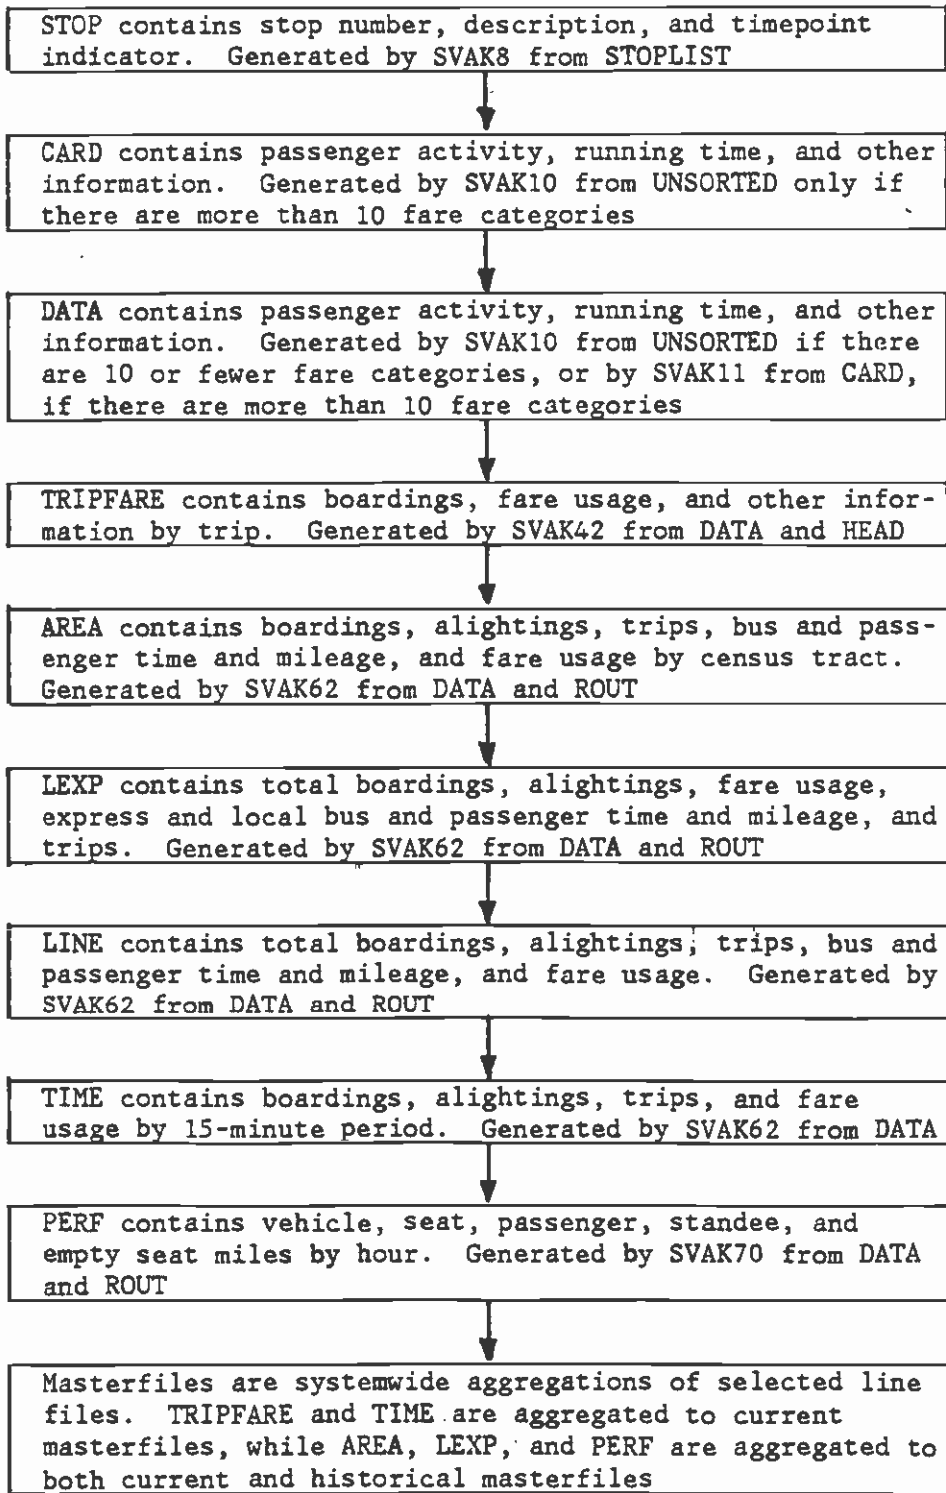 STOP contains stop number, description, and timepoint
indicator. Generated by SVAK8 from STOPLIST
CARD contains passenger activity, running time, and other
information. Generated by SVAK10 from UNSORTED only if
there are more than 10 fare categories
DATA contains passenger activity, running time, and other
information. Generated by SVAK10 from UNSORTED if there
are 10 or fewer fare categories, or by SVAK11 from CARD,
if there are more than 10 fare categories
TRIPFARE contains boardings, fare usage, and other infor-
mation by trip. Generated by SVAK42 from DATA and HEAD
AREA contains boardings, alightings, trips, bus and pass-
enger time and mileage, and fare usage by census tract.
Generated by SVAK62 from DATA and ROUT
LEXP contains total boardings, alightings, fare usage,
express and local bus and passenger time and mileage, and
trips. Generated by SVAK62 from DATA and ROUT
LINE contains total boardings, alightings, trips, bus and
passenger time and mileage, and fare usage. Generated by
SVAK62 from DATA and ROUT
TIME contains boardings, alightings, trips, and fare
usage by 15-minute period. Generated by SVAK62 from DATA
PERF contains vehicle, seat, passenger, standee, and
empty seat miles by hour. Generated by SVAK70 from DATA
and ROUT
Masterfiles are systemwide aggregations of selected line
files. TRIPFARE and TIME are aggregated to current
masterfiles, while AREA, LEXP, and PERF are aggregated to
both current and historical masterfiles